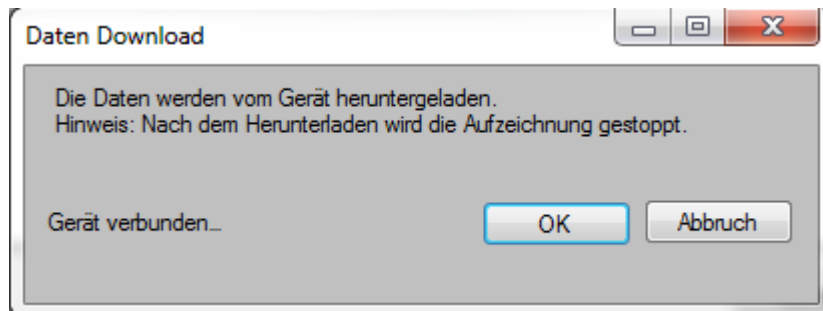 Daten Download
Die Daten werden vom Gerät heruntergeladen.
Hinweis: Nach dem Herunterladen wird die Aufzeichnung gestoppt.
Gerät verbunden...
OK
Abbruch